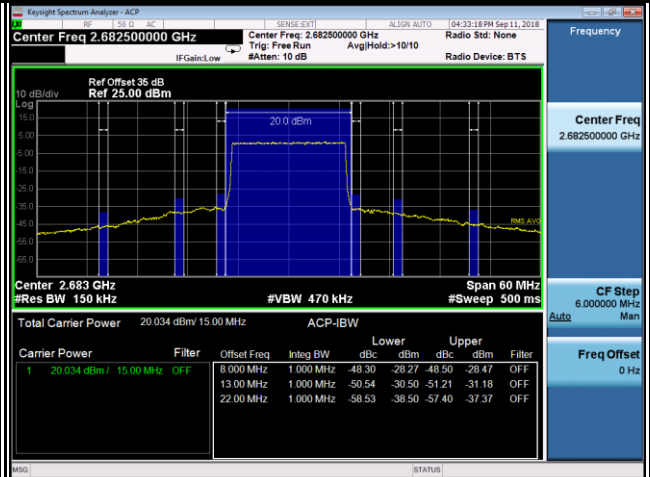 Keysight Spectrum Analyzer - ACP
RF 50 Ω AC SENSE:EXT ALIGN AUTO 04:33:18 PM Sep 11, 2018
Center Freq 2.682500000 GHz
Center Freq: 2.682500000 GHz Radio Std: None
Trig: Free Run Avg|Hold:>10/10
IFGain:Low #Atten: 10 dB Radio Device: BTS
Frequency
Ref Offset 35 dB
10 dB/div Ref 25.00 dBm
Log
15.0
5.00
-5.00
-15.0
-25.0
-35.0
-45.0
-55.0
-65.0
20.0 dBm
RMS AVG
Center 2.683 GHz Span 60 MHz
#Res BW 150 kHz #VBW 470 kHz #Sweep 500 ms
Center Freq
2.682500000 GHz
CF Step
6.000000 MHz
Auto Man
Freq Offset
0 Hz
Total Carrier Power 20.034 dBm/ 15.00 MHz ACP-IBW
Lower Upper
Carrier Power Filter Offset Freq Integ BW dBc dBm dBc dBm Filter
1 20.034 dBm / 15.00 MHz OFF 8.000 MHz 1.000 MHz -48.30 -28.27 -48.50 -28.47 OFF
13.00 MHz 1.000 MHz -50.54 -30.50 -51.21 -31.18 OFF
22.00 MHz 1.000 MHz -58.53 -38.50 -57.40 -37.37 OFF
MSG STATUS